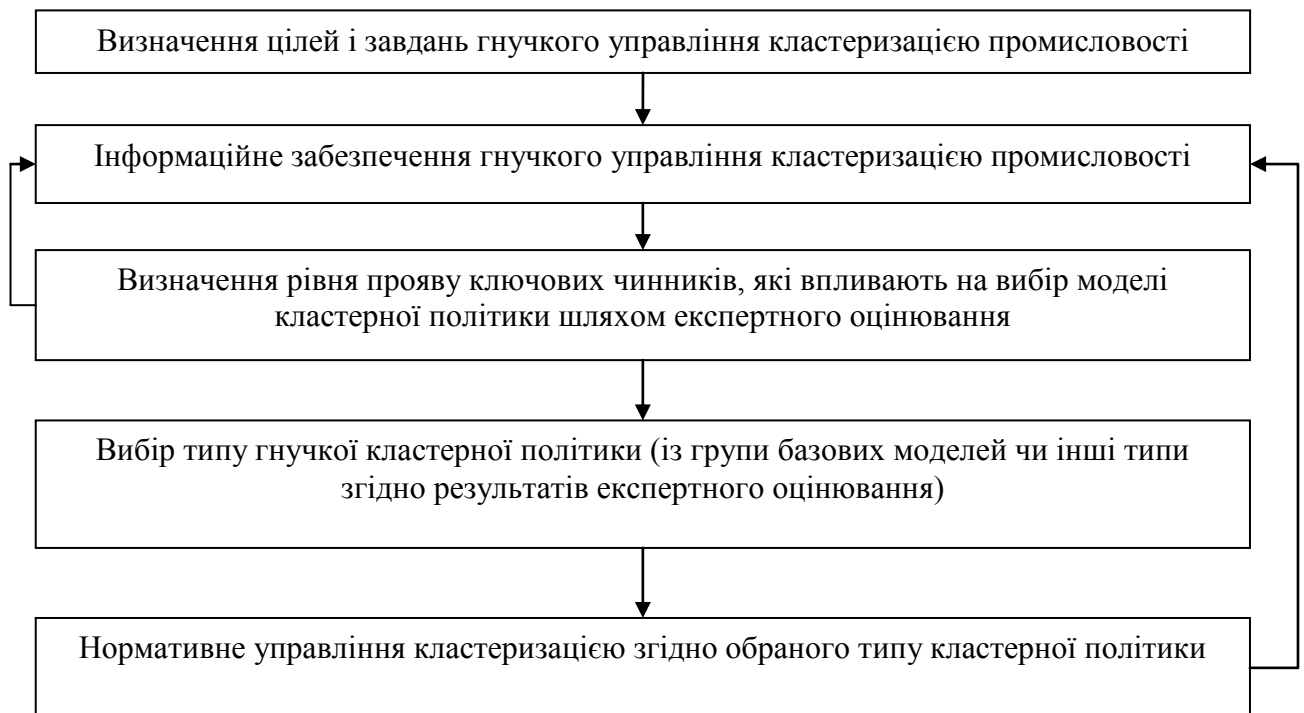 Визначення цілей і завдань гнучкого управління кластеризацією промисловості
Інформаційне забезпечення гнучкого управління кластеризацією промисловості
Визначення рівня прояву ключових чинників, які впливають на вибір моделі
кластерної політики шляхом експертного оцінювання
Вибір типу гнучкої кластерної політики (із групи базових моделей чи інші типи
згідно результатів експертного оцінювання)
Нормативне управління кластеризацією згідно обраного типу кластерної політики